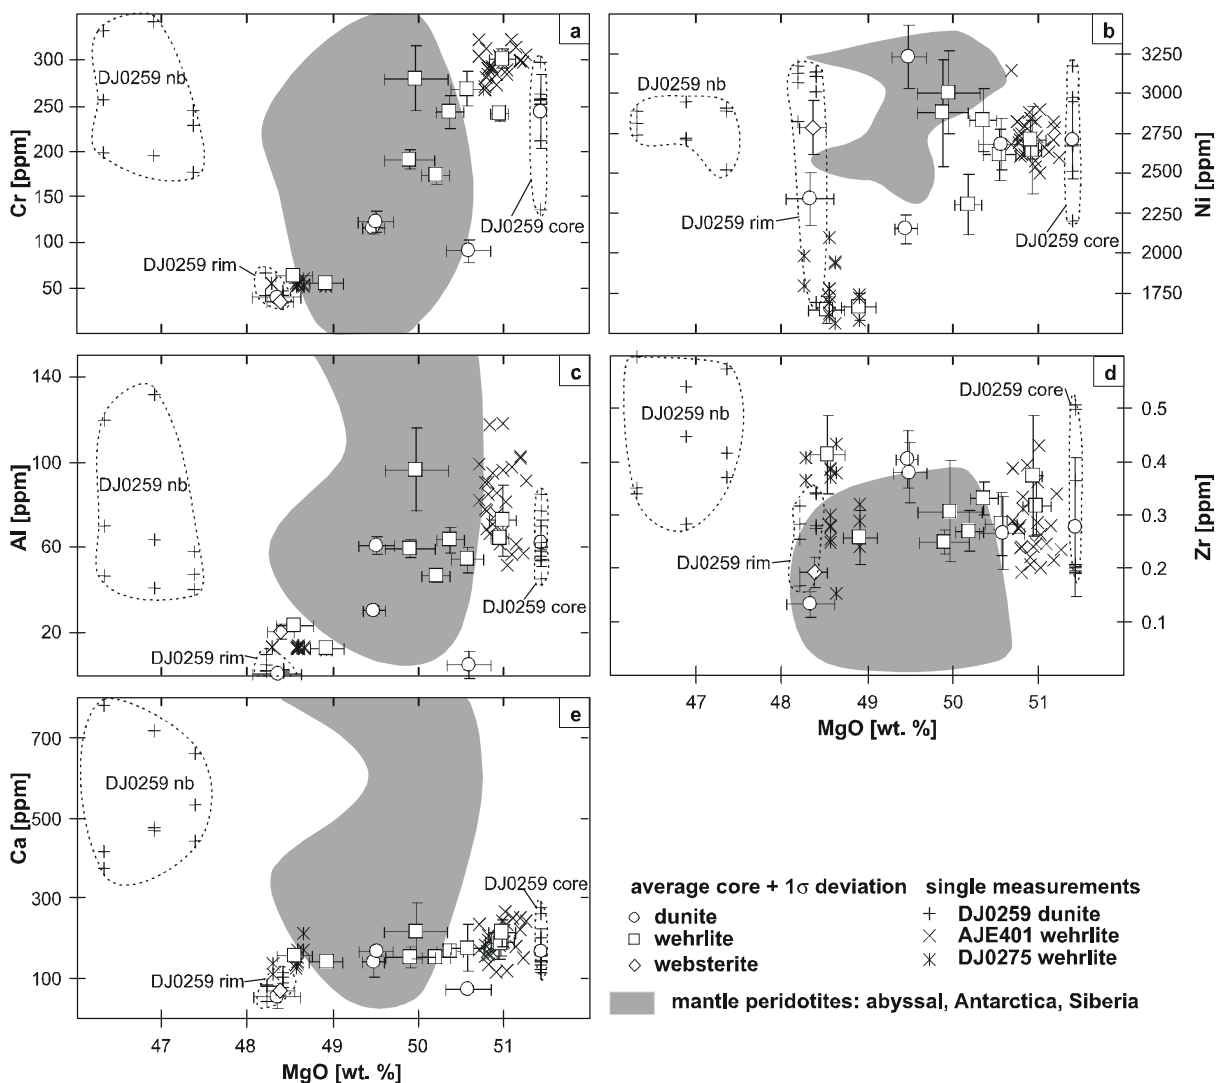 a
300
250
200
150
100
50
Cr [ppm]
DJ0259 nb
DJ0259 rim
DJ0259 core
b
3250
3000
2750
2500
2250
2000
1750
Ni [ppm]
DJ0259 nb
DJ0259 rim
DJ0259 core
c
140
100
60
20
Al [ppm]
DJ0259 nb
DJ0259 rim
DJ0259 core
d
0.5
0.4
0.3
0.2
0.1
Zr [ppm]
DJ0259 core
DJ0259 nb
DJ0259 rim
47 48 49 50 51
MgO [wt. %]
e
700
500
300
100
Ca [ppm]
DJ0259 nb
DJ0259 core
DJ0259 rim
47 48 49 50 51
MgO [wt. %]
average core + 1σ deviation
dunite
wehrlite
websterite
single measurements
DJ0259 dunite
AJE401 wehrlite
DJ0275 wehrlite
mantle peridotites: abyssal, Antarctica, Siberia